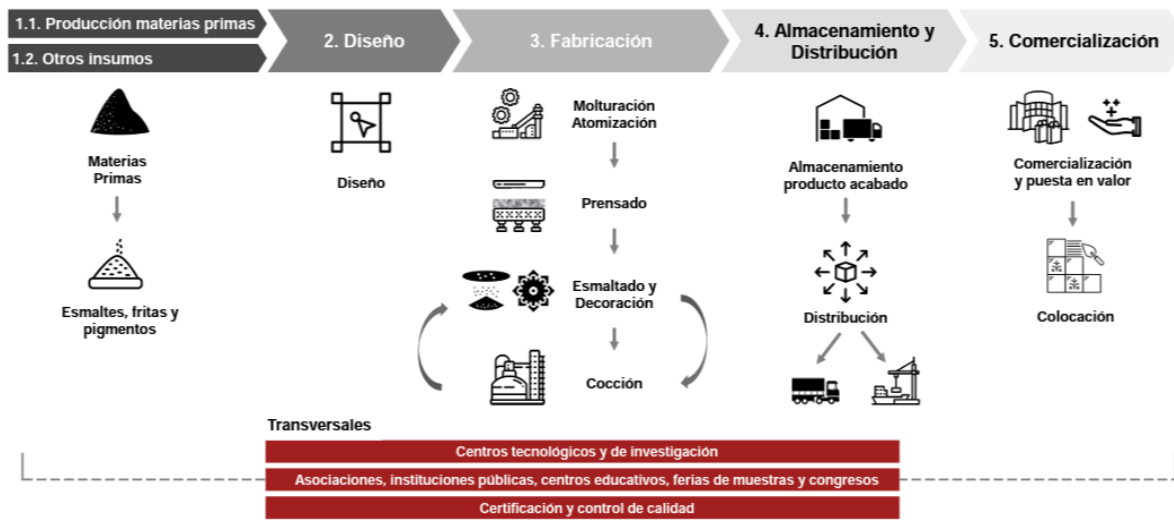 1.1. Producción materias primas
1.2. Otros insumos
2. Diseño
3. Fabricación
4. Almacenamiento y
Distribución
5. Comercialización
Materias
Primas
Esmaltes, fritas y
pigmentos
Diseño
Molturación
Atomización
Prensado
Esmaltado y
Decoración
Cocción
Almacenamiento
producto acabado
Distribución
Comercialización
y puesta en valor
Colocación
Transversales
Centros tecnológicos y de investigación
Asociaciones, instituciones públicas, centros educativos, ferias de muestras y congresos
Certificación y control de calidad